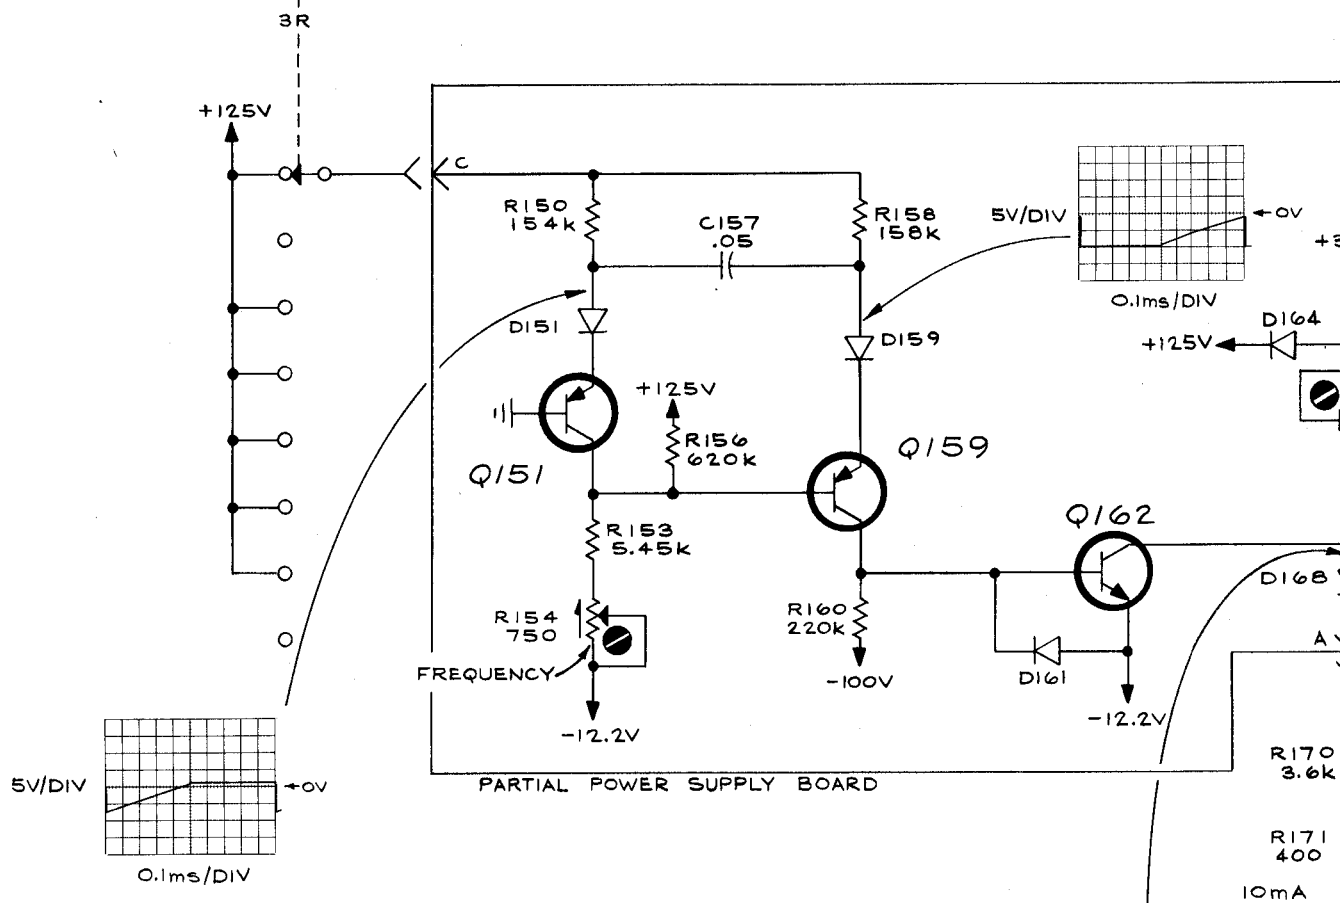 3R
+125V
C
R150
154K
C157
.05
R158
158K
5V/DIV
←0V
+3
0.1ms/DIV
D151
D159
D164
+125V
+125V
R156
620K
Q151
Q159
Q162
R153
5.45K
D168
R154
750
R160
220K
FREQUENCY
A
D161
-100V
-12.2V
-12.2V
5V/DIV
←0V
PARTIAL POWER SUPPLY BOARD
R170
3.6K
R171
400
0.1ms/DIV
10mA